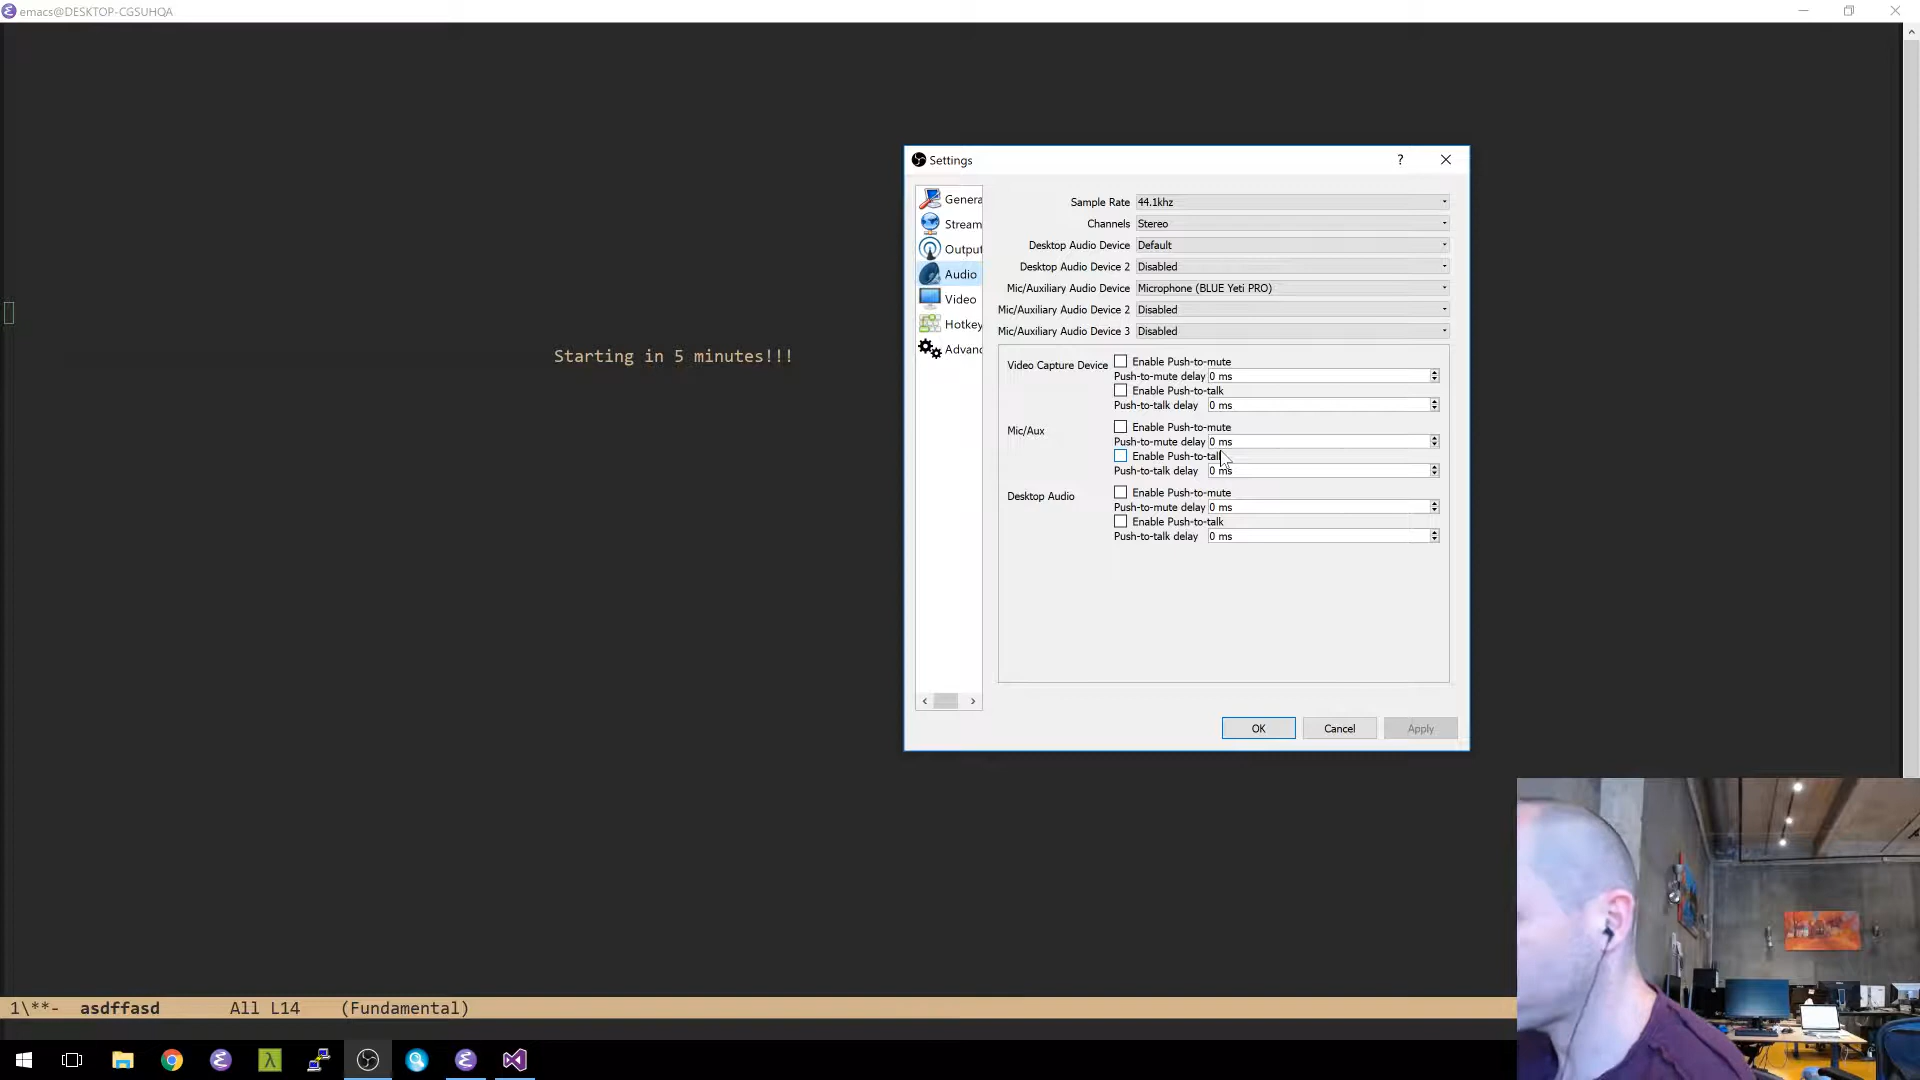 emacs@DESKTOP-CGSUHQA
Settings
?
Genera
Stream
Output
Audio
Video
Hotkey
Advanc
Sample Rate 44.1khz
Channels Stereo
Desktop Audio Device Default
Desktop Audio Device 2 Disabled
Mic/Auxiliary Audio Device Microphone (BLUE Yeti PRO)
Mic/Auxiliary Audio Device 2 Disabled
Mic/Auxiliary Audio Device 3 Disabled
Video Capture Device
Enable Push-to-mute
Push-to-mute delay 0 ms
Enable Push-to-talk
Push-to-talk delay 0 ms
Mic/Aux
Enable Push-to-mute
Push-to-mute delay 0 ms
Enable Push-to-talk
Push-to-talk delay 0 ms
Desktop Audio
Enable Push-to-mute
Push-to-mute delay 0 ms
Enable Push-to-talk
Push-to-talk delay 0 ms
OK Cancel Apply
Starting in 5 minutes!!!
1\**- asdffasd All L14 (Fundamental)